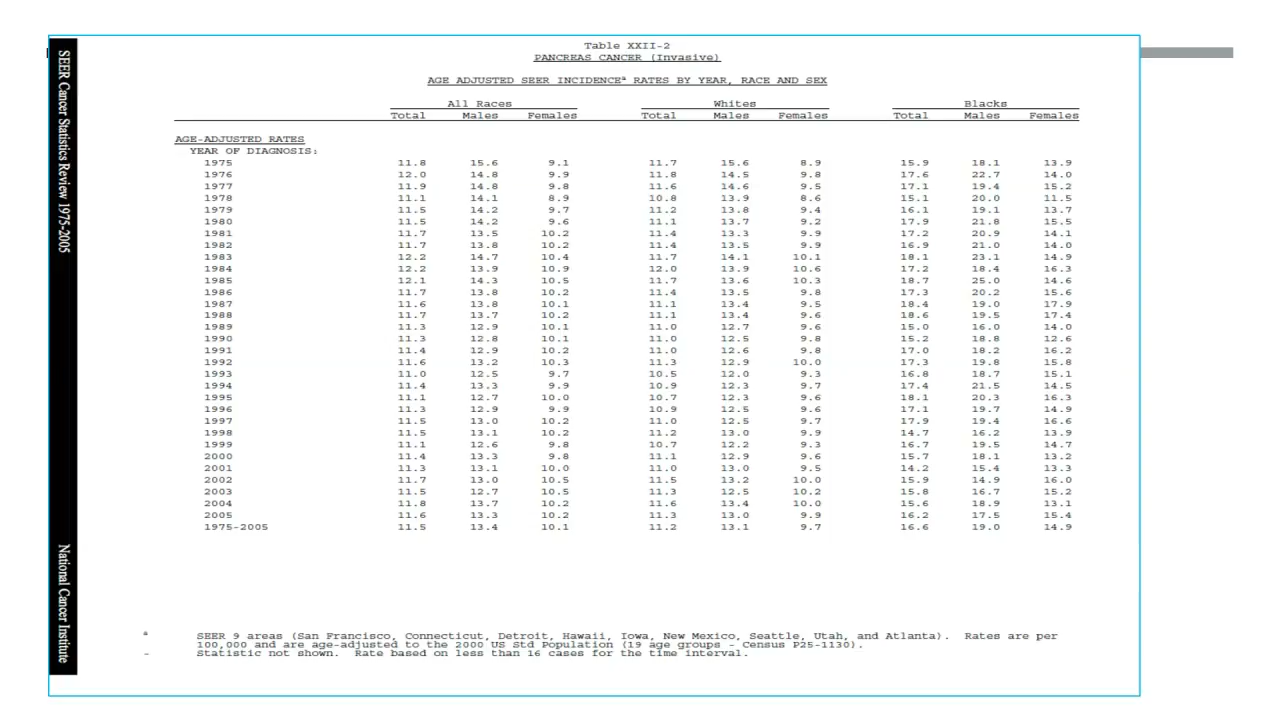 SEER Cancer Statistics Review 1975-2005
National Cancer Institute
Table XXII-2
PANCREAS CANCER (Invasive)
AGE ADJUSTED SEER INCIDENCEª RATES BY YEAR, RACE AND SEX
All Races Whites Blacks
Total Males Females Total Males Females Total Males Females
AGE-ADJUSTED RATES
YEAR OF DIAGNOSIS:
1975 11.8 15.6 9.1 11.7 15.6 8.9 15.9 18.1 13.9
1976 12.0 14.8 9.9 11.8 14.5 9.8 17.6 22.7 14.0
1977 11.9 14.8 9.8 11.6 14.6 9.5 17.1 19.4 15.2
1978 11.1 14.1 8.9 10.8 13.9 8.6 15.1 20.0 11.5
1979 11.5 14.2 9.7 11.2 13.8 9.4 16.1 19.1 13.7
1980 11.5 14.2 9.6 11.1 13.7 9.2 17.9 21.8 15.5
1981 11.7 13.5 10.2 11.4 13.3 9.9 17.2 20.9 14.1
1982 11.7 13.8 10.2 11.4 13.5 9.9 16.9 21.0 14.0
1983 12.2 14.7 10.4 11.7 14.1 10.1 18.1 23.1 14.9
1984 12.2 13.9 10.9 12.0 13.9 10.6 17.2 18.4 16.3
1985 12.1 14.3 10.5 11.7 13.6 10.3 18.7 25.0 14.6
1986 11.7 13.8 10.2 11.4 13.5 9.8 17.3 20.2 15.6
1987 11.6 13.8 10.1 11.1 13.4 9.5 18.4 19.0 17.9
1988 11.7 13.7 10.2 11.1 13.4 9.6 18.6 19.5 17.4
1989 11.3 12.9 10.1 11.0 12.7 9.6 15.0 16.0 14.0
1990 11.3 12.8 10.1 11.0 12.5 9.8 15.2 18.8 12.6
1991 11.4 12.9 10.2 11.0 12.6 9.8 17.0 18.2 16.2
1992 11.6 13.2 10.3 11.3 12.9 10.0 17.3 19.8 15.8
1993 11.0 12.5 9.7 10.5 12.0 9.3 16.8 18.7 15.1
1994 11.4 13.3 9.9 10.9 12.3 9.7 17.4 21.5 14.5
1995 11.1 12.7 10.0 10.7 12.3 9.6 18.1 20.3 16.3
1996 11.3 12.9 9.9 10.9 12.5 9.6 17.1 19.7 14.9
1997 11.5 13.0 10.2 11.0 12.5 9.7 17.9 19.4 16.6
1998 11.5 13.1 10.2 11.2 13.0 9.9 14.7 16.2 13.9
1999 11.1 12.6 9.8 10.7 12.2 9.3 16.7 19.5 14.7
2000 11.4 13.3 9.8 11.1 12.9 9.6 15.7 18.1 13.2
2001 11.3 13.1 10.0 11.0 13.0 9.5 14.2 15.4 13.3
2002 11.7 13.0 10.5 11.5 13.2 10.0 15.9 14.9 16.0
2003 11.5 12.7 10.5 11.3 12.5 10.2 15.8 16.7 15.2
2004 11.8 13.7 10.2 11.6 13.4 10.0 15.6 18.9 13.1
2005 11.6 13.3 10.2 11.3 13.0 9.9 16.2 17.5 15.4
1975-2005 11.5 13.4 10.1 11.2 13.1 9.7 16.6 19.0 14.9
ª SEER 9 areas (San Francisco, Connecticut, Detroit, Hawaii, Iowa, New Mexico, Seattle, Utah, and Atlanta). Rates are per
100,000 and are age-adjusted to the 2000 US Std Population (19 age groups - Census P25-1130).
- Statistic not shown. Rate based on less than 16 cases for the time interval.